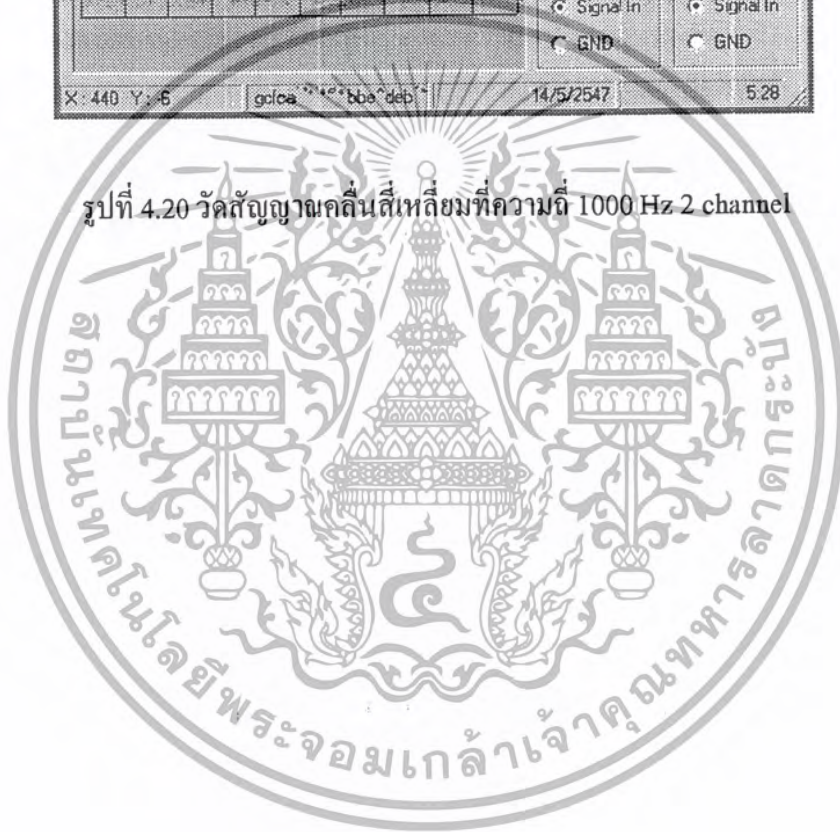 Signal In Signal In
GND GND
X: 440 Y: -6 14/5/2547 5:28
รูปที่ 4.20 วัดสัญญาณคลื่นสี่เหลี่ยมที่ความถี่ 1000 Hz 2 channel
สถาบันเทคโนโลยีพระจอมเกล้าเจ้าคุณทหารลาดกระบัง